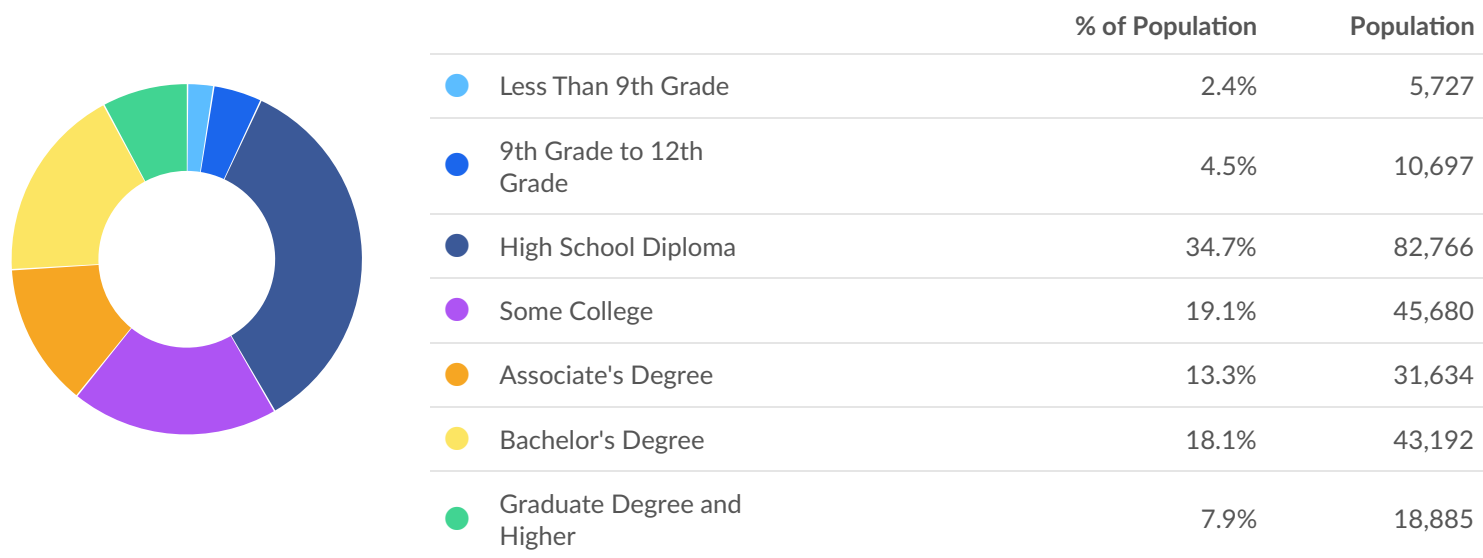 % of Population Population
Less Than 9th Grade 2.4% 5,727
9th Grade to 12th
Grade 4.5% 10,697
High School Diploma 34.7% 82,766
Some College 19.1% 45,680
Associate's Degree 13.3% 31,634
Bachelor's Degree 18.1% 43,192
Graduate Degree and
Higher 7.9% 18,885